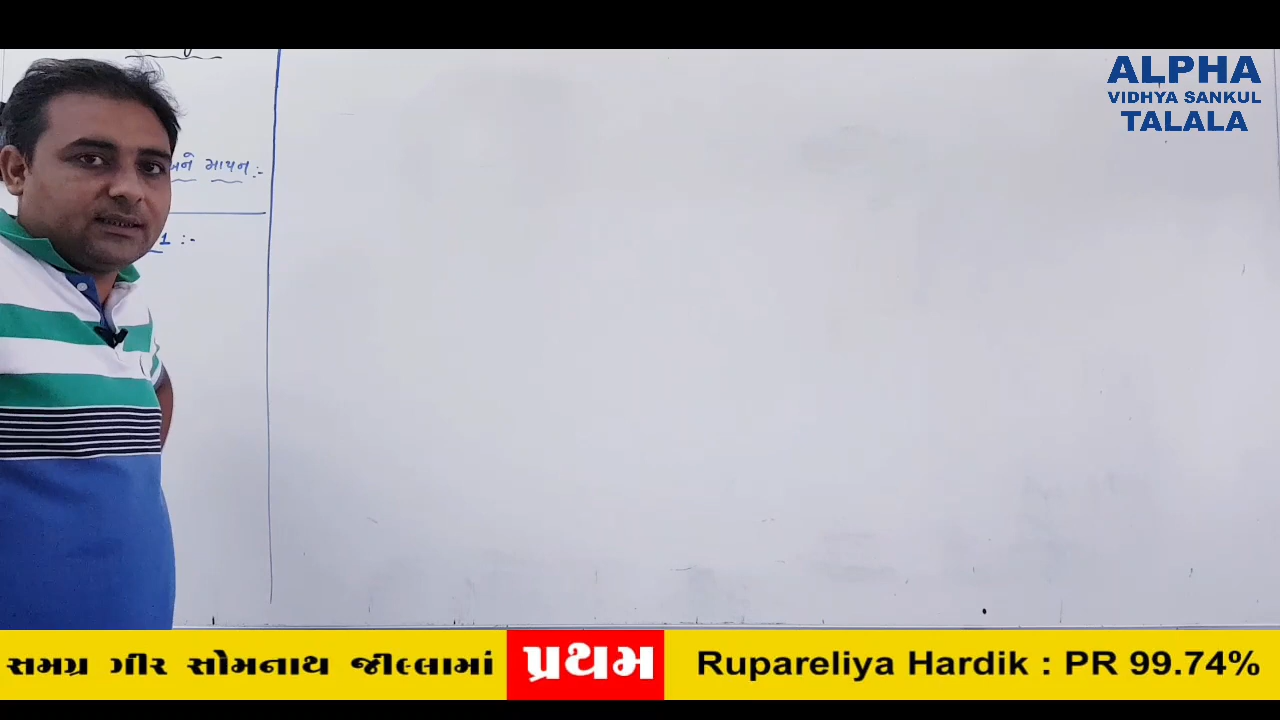 ALPHA
VIDHYA SANKUL
TALALA
અને માપન :-
1 :-
સમગ્ર ગીર સોમનાથ જીલ્લામાં પ્રથમ Rupareliya Hardik : PR 99.74%